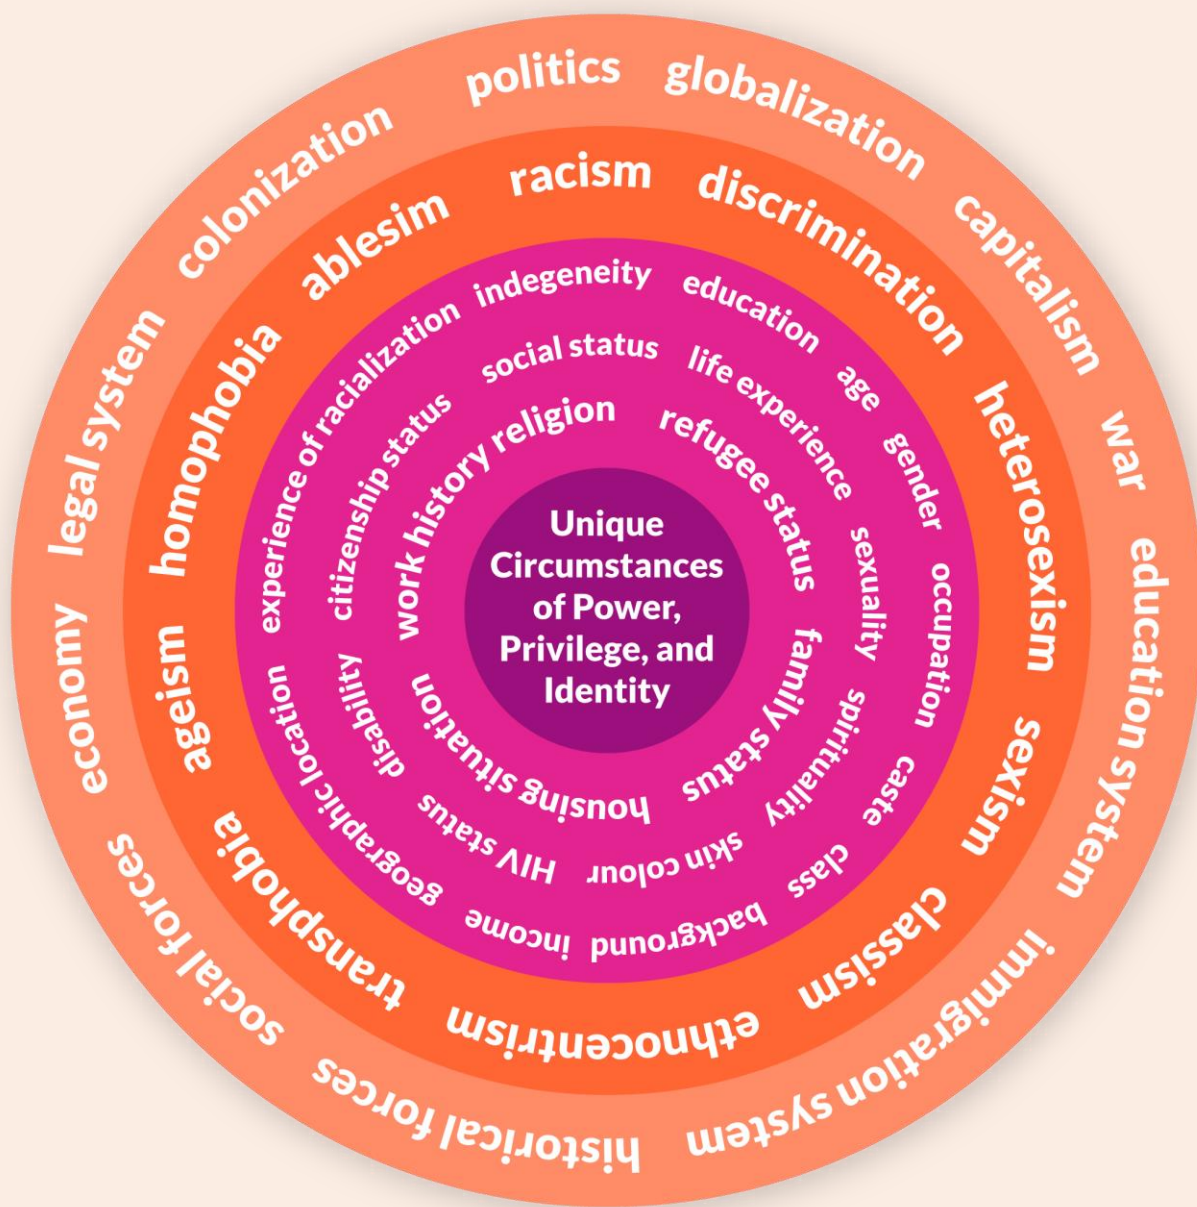 politics
globalization
capitalism
war
education system
immigration system
historical forces
social forces
economy
legal system
colonization
racism
discrimination
heterosexism
sexism
classism
ethnocentrism
transphobia
ageism
homophobia
ablesim
indegeneity
education
age
gender
occupation
caste
class
background
income
geographic location
experience of racialization
social status
life experience
sexuality
spirituality
skin colour
HIV status
disability
citizenship status
religion
refugee status
family status
housing situation
work history
Unique
Circumstances
of Power,
Privilege, and
Identity